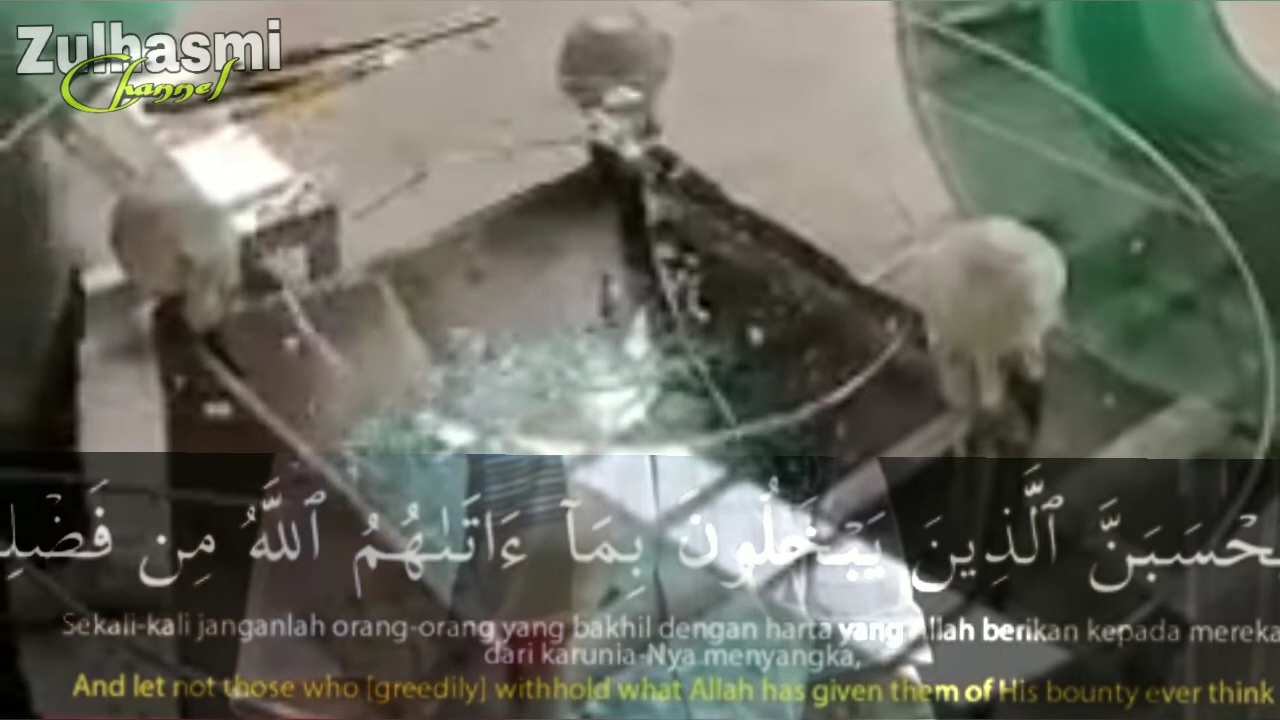 Zulhasmi
Channel
حۡسَبَنَّ ٱلَّذِينَ يَبۡخَلُونَ بِمَآ ءَاتَىٰهُمُ ٱللَّهُ مِن فَضۡلِ
Sekali-kali janganlah orang-orang yang bakhil dengan harta yang Allah berikan kepada mereka
dari karunia-Nya menyangka,
And let not those who [greedily] withhold what Allah has given them of His bounty ever think